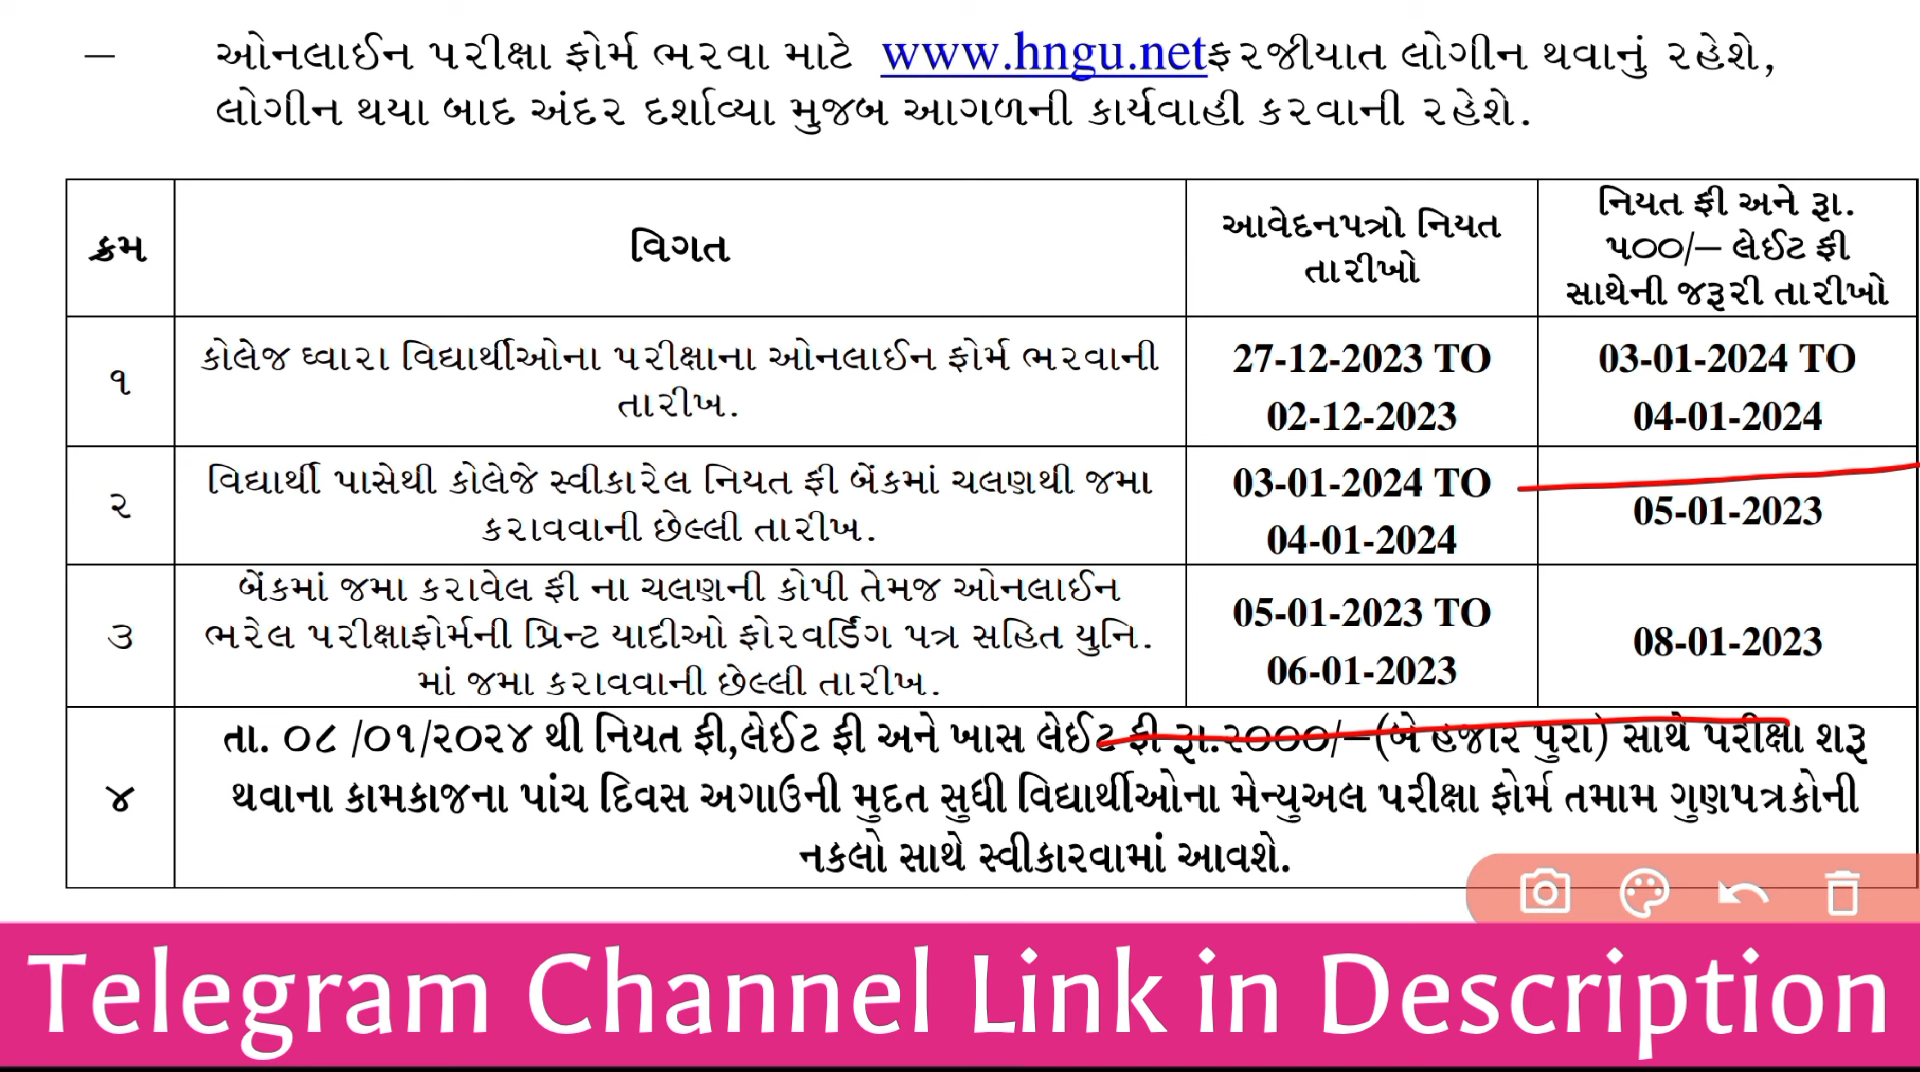 – ઓનલાઈન પરીક્ષા ફોર્મ ભરવા માટે www.hngu.netફરજીયાત લોગીન થવાનું રહેશે,
લોગીન થયા બાદ અંદર દર્શાવ્યા મુજબ આગળની કાર્યવાહી કરવાની રહેશે.
ક્રમ
વિગત
આવેદનપત્રો નિયત
તારીખો
નિયત ફી અને રૂા.
૫૦૦/– લેઈટ ફી
સાથેની જરૂરી તારીખો
૧
કોલેજ ધ્વારા વિદ્યાર્થીઓના પરીક્ષાના ઓનલાઈન ફોર્મ ભરવાની
તારીખ.
27-12-2023 TO
02-12-2023
03-01-2024 TO
04-01-2024
૨
વિદ્યાર્થી પાસેથી કોલેજે સ્વીકારેલ નિયત ફી બેંકમાં ચલણથી જમા
કરાવવાની છેલ્લી તારીખ.
03-01-2024 TO
04-01-2024
05-01-2023
૩
બેંકમાં જમા કરાવેલ ફી ના ચલણની કોપી તેમજ ઓનલાઈન
ભરેલ પરીક્ષાફોર્મની પ્રિન્ટ યાદીઓ ફોરવર્ડિંગ પત્ર સહિત યુનિ.
માં જમા કરાવવાની છેલ્લી તારીખ.
05-01-2023 TO
06-01-2023
08-01-2023
૪
તા. ૦૮ /૦૧/૨૦૨૪ થી નિયત ફી,લેઈટ ફી અને ખાસ લેઈટ ફી રૂા.૨૦૦૦/–(બે હજાર પુરા) સાથે પરીક્ષા શરૂ
થવાના કામકાજના પાંચ દિવસ અગાઉની મુદત સુધી વિદ્યાર્થીઓના મેન્યુઅલ પરીક્ષા ફોર્મ તમામ ગુણપત્રકોની
નકલો સાથે સ્વીકારવામાં આવશે.
Telegram Channel Link in Description